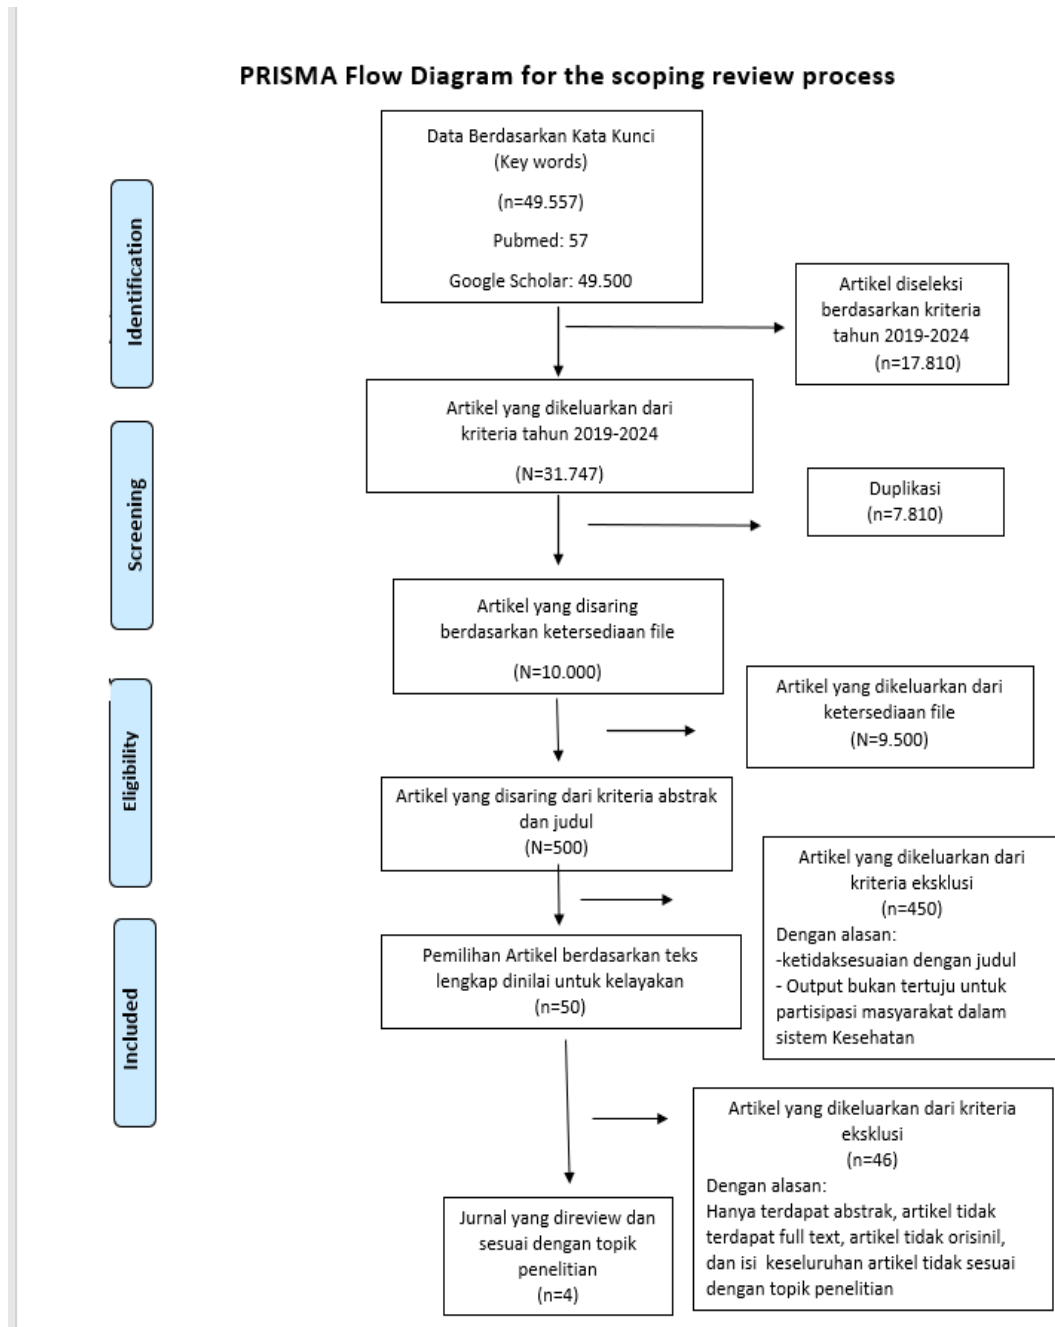 PRISMA Flow Diagram for the scoping review process
Data Berdasarkan Kata Kunci
(Key words)
(n=49.557)
Pubmed: 57
Google Scholar: 49.500
Identification
Artikel diseleksi
berdasarkan kriteria
tahun 2019-2024
(n=17.810)
Artikel yang dikeluarkan dari
kriteria tahun 2019-2024
(N=31.747)
Screening
Duplikasi
(n=7.810)
Artikel yang disaring
berdasarkan ketersediaan file
(N=10.000)
Artikel yang dikeluarkan dari
ketersediaan file
(N=9.500)
Eligibility
Artikel yang disaring dari kriteria abstrak
dan judul
(N=500)
Artikel yang dikeluarkan dari
kriteria eksklusi
(n=450)
Dengan alasan:
-ketidaksesuaian dengan judul
- Output bukan tertuju untuk
partisipasi masyarakat dalam
sistem Kesehatan
Included
Pemilihan Artikel berdasarkan teks
lengkap dinilai untuk kelayakan
(n=50)
Artikel yang dikeluarkan dari kriteria
eksklusi
(n=46)
Dengan alasan:
Hanya terdapat abstrak, artikel tidak
terdapat full text, artikel tidak orisinil,
dan isi keseluruhan artikel tidak sesuai
dengan topik penelitian
Jurnal yang direview dan
sesuai dengan topik
penelitian
(n=4)